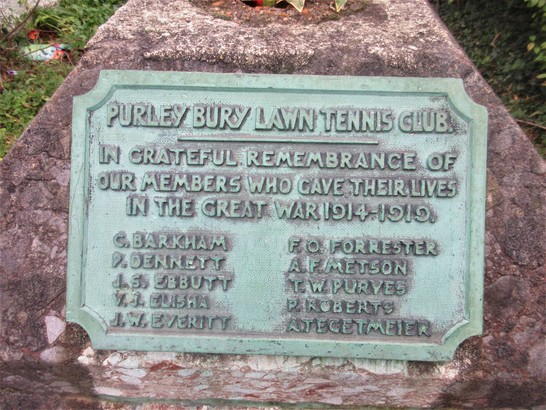 PURLEY BURY LAWN TENNIS CLUB.
IN GRATEFUL REMEMBRANCE OF
OUR MEMBERS WHO GAVE THEIR LIVES
IN THE GREAT WAR 1914-1919.
C. BARKHAM
P. DENNETT
J. S. EBBUTT
V. J. ELISHA
J. W. EVERITT
F. O. FORRESTER
A. F. METSON
T. W. PURVES
P. ROBERTS
A. TEGETMEIER